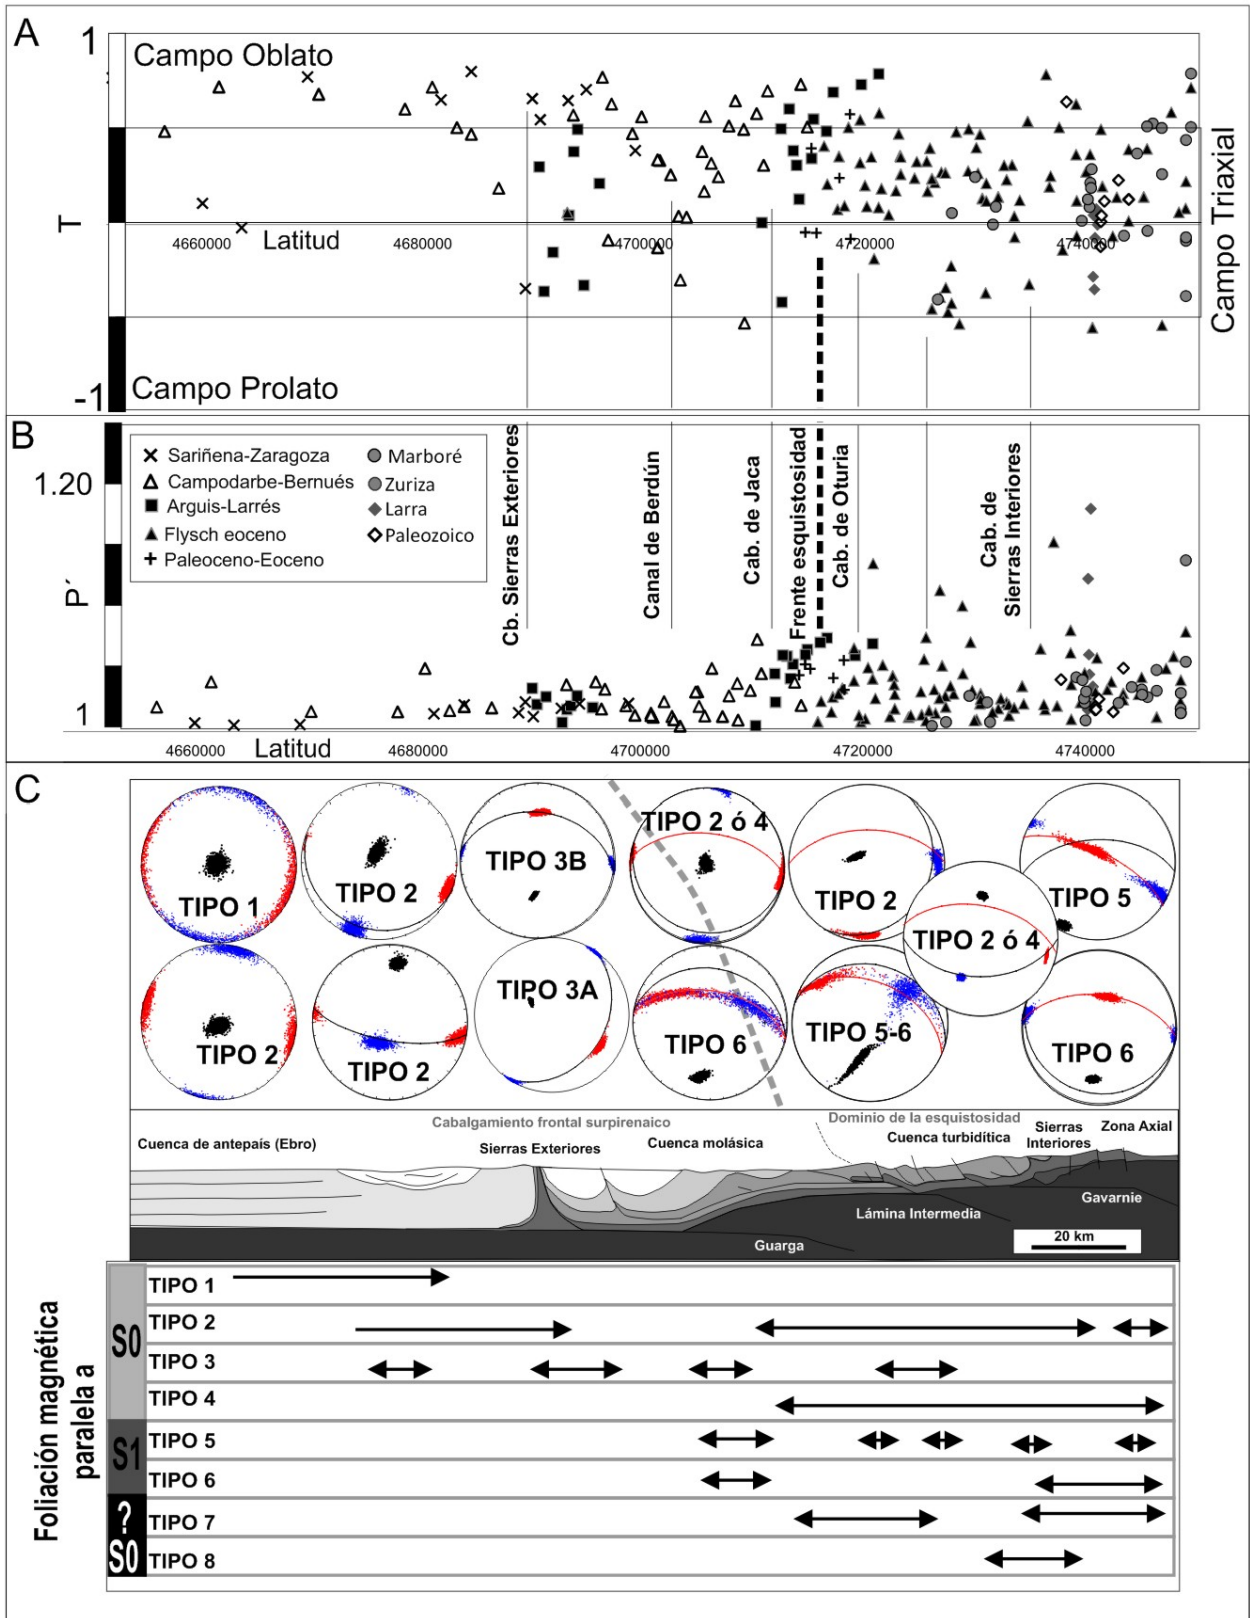 A
1
Campo Oblato
T
4660000
Latitud
4680000
4700000
4720000
4740000
Campo Triaxial
-1
Campo Prolato
B
1.20
P´
1
Sariñena-Zaragoza
Campodarbe-Bernués
Arguis-Larrés
Flysch eoceno
Paleoceno-Eoceno
Marboré
Zuriza
Larra
Paleozoico
Cb. Sierras Exteriores
Canal de Berdún
Cab. de Jaca
Frente esquistosidad
Cab. de Oturia
Cab. de
Sierras Interiores
4660000
Latitud
4680000
4700000
4720000
4740000
C
TIPO 1
TIPO 2
TIPO 3B
TIPO 2 ó 4
TIPO 2
TIPO 2 ó 4
TIPO 5
TIPO 2
TIPO 2
TIPO 3A
TIPO 6
TIPO 5-6
TIPO 6
Cabalgamiento frontal surpirenaico
Dominio de la esquistosidad
Cuenca de antepaís (Ebro)
Sierras Exteriores
Cuenca molásica
Cuenca turbidítica
Sierras
Interiores
Zona Axial
Gavarnie
Lámina Intermedia
Guarga
20 km
Foliación magnética
paralela a
S0
S1
?
S0
TIPO 1
TIPO 2
TIPO 3
TIPO 4
TIPO 5
TIPO 6
TIPO 7
TIPO 8